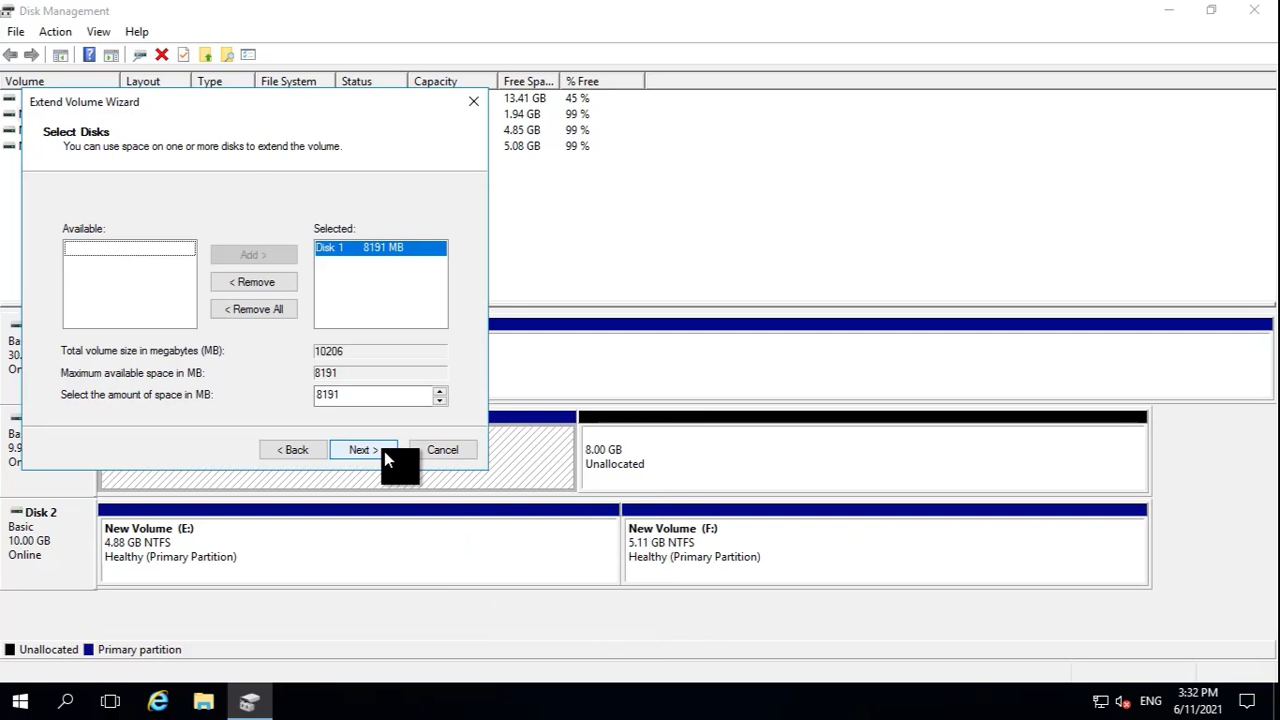 Disk Management
File Action View Help
Volume Layout Type File System Status Capacity Free Spa... % Free
13.41 GB 45 %
1.94 GB 99 %
4.85 GB 99 %
5.08 GB 99 %
Extend Volume Wizard
Select Disks
You can use space on one or more disks to extend the volume.
Available: Selected:
Disk 1 8191 MB
Add >
< Remove
< Remove All
Total volume size in megabytes (MB): 10206
Maximum available space in MB: 8191
Select the amount of space in MB: 8191
< Back Next > Cancel
Bas
30.
Onl
Bas
9.9
Onl
8.00 GB
Unallocated
Disk 2
Basic
10.00 GB
Online
New Volume (E:)
4.88 GB NTFS
Healthy (Primary Partition)
New Volume (F:)
5.11 GB NTFS
Healthy (Primary Partition)
Unallocated Primary partition
ENG
3:32 PM
6/11/2021